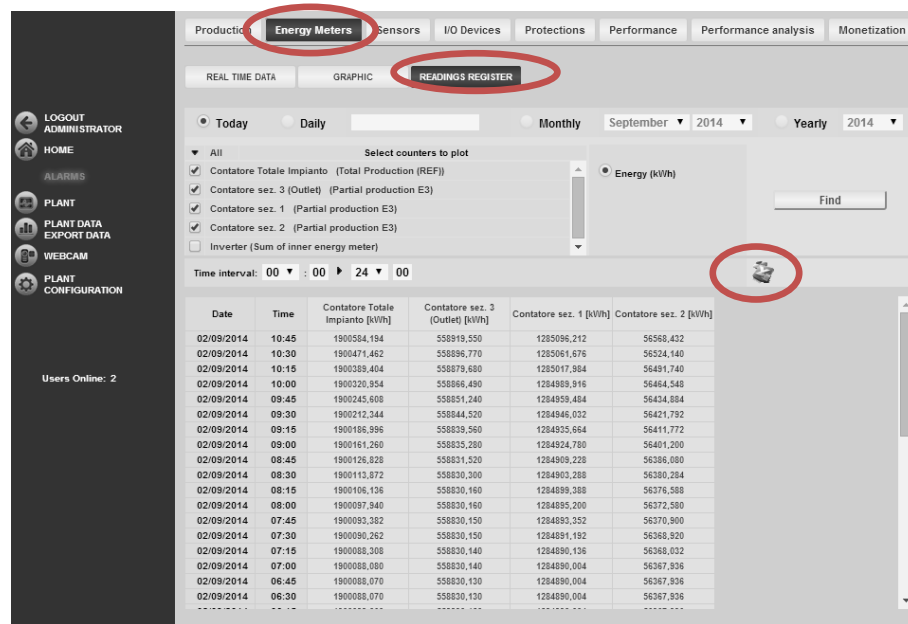 Production Energy Meters Sensors I/O Devices Protections Performance Performance analysis Monetization
REAL TIME DATA GRAPHIC READINGS REGISTER
LOGOUT
ADMINISTRATOR
HOME
ALARMS
PLANT
PLANT DATA
EXPORT DATA
WEBCAM
PLANT
CONFIGURATION
Users Online: 2
Today Daily Monthly September 2014 Yearly 2014
All Select counters to plot
Contatore Totale Impianto (Total Production (REF))
Contatore sez. 3 (Outlet) (Partial production E3)
Contatore sez. 1 (Partial production E3)
Contatore sez. 2 (Partial production E3)
Inverter (Sum of inner energy meter)
Energy (kWh)
Find
Time interval: 00 : 00 24 00
Date Time Contatore Totale Impianto [kWh] Contatore sez. 3 (Outlet) [kWh] Contatore sez. 1 [kWh] Contatore sez. 2 [kWh]
02/09/2014 10:45 1900584,194 558919,550 1285096,212 56568,432
02/09/2014 10:30 1900471,462 558896,770 1285061,676 56524,140
02/09/2014 10:15 1900389,404 558879,680 1285017,984 56491,740
02/09/2014 10:00 1900320,954 558866,490 1284989,916 56464,548
02/09/2014 09:45 1900245,608 558851,240 1284959,484 56434,884
02/09/2014 09:30 1900212,344 558844,520 1284946,032 56421,792
02/09/2014 09:15 1900186,996 558839,560 1284935,664 56411,772
02/09/2014 09:00 1900161,260 558835,280 1284924,780 56401,200
02/09/2014 08:45 1900126,828 558831,520 1284909,228 56386,080
02/09/2014 08:30 1900113,872 558830,300 1284903,288 56380,284
02/09/2014 08:15 1900106,136 558830,160 1284899,388 56376,588
02/09/2014 08:00 1900097,940 558830,160 1284895,200 56372,580
02/09/2014 07:45 1900093,382 558830,150 1284893,352 56370,900
02/09/2014 07:30 1900090,262 558830,150 1284891,192 56368,920
02/09/2014 07:15 1900088,308 558830,140 1284890,136 56368,032
02/09/2014 07:00 1900088,080 558830,140 1284890,004 56367,936
02/09/2014 06:45 1900088,070 558830,130 1284890,004 56367,936
02/09/2014 06:30 1900088,070 558830,130 1284890,004 56367,936